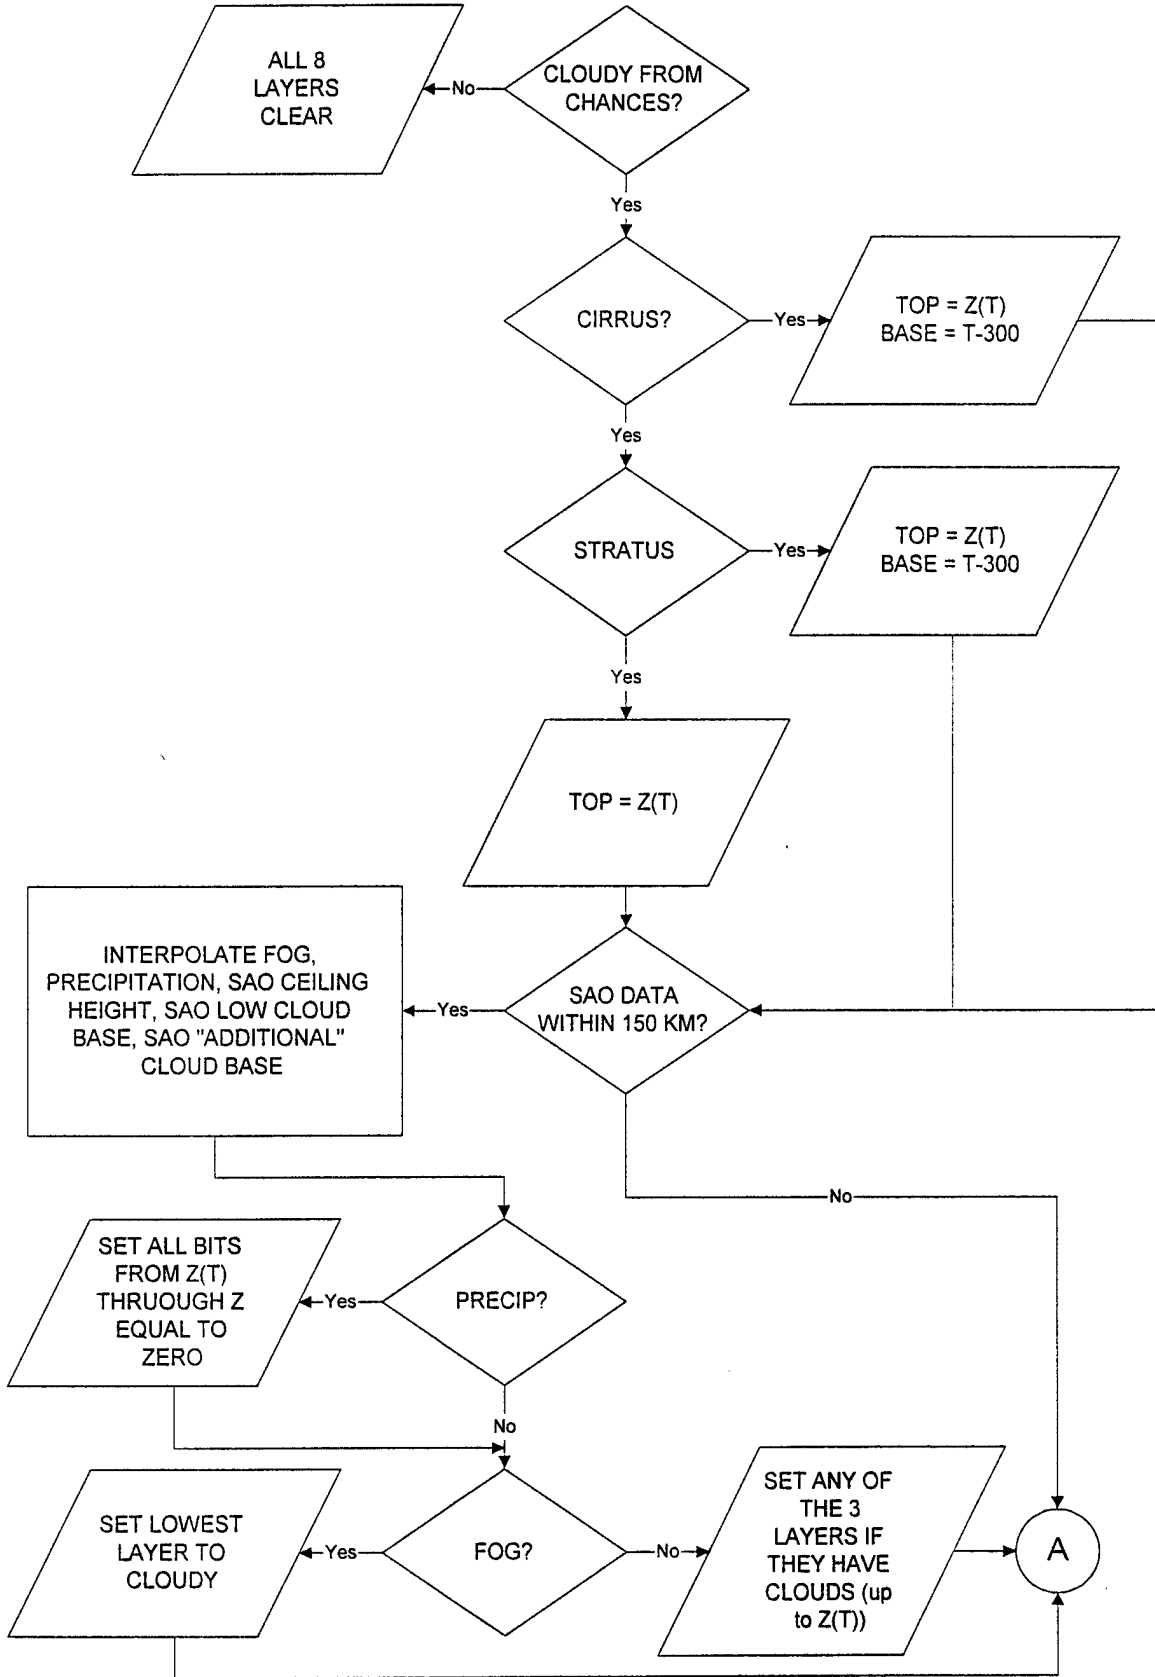 ALL 8
LAYERS
CLEAR
No
CLOUDY FROM
CHANCES?
Yes
CIRRUS?
Yes
TOP = Z(T)
BASE = T-300
Yes
STRATUS
Yes
TOP = Z(T)
BASE = T-300
Yes
TOP = Z(T)
INTERPOLATE FOG,
PRECIPITATION, SAO CEILING
HEIGHT, SAO LOW CLOUD
BASE, SAO "ADDITIONAL"
CLOUD BASE
Yes
SAO DATA
WITHIN 150 KM?
No
SET ALL BITS
FROM Z(T)
THRUOUGH Z
EQUAL TO
ZERO
Yes
PRECIP?
No
SET LOWEST
LAYER TO
CLOUDY
Yes
FOG?
No
SET ANY OF
THE 3
LAYERS IF
THEY HAVE
CLOUDS (up
to Z(T))
A